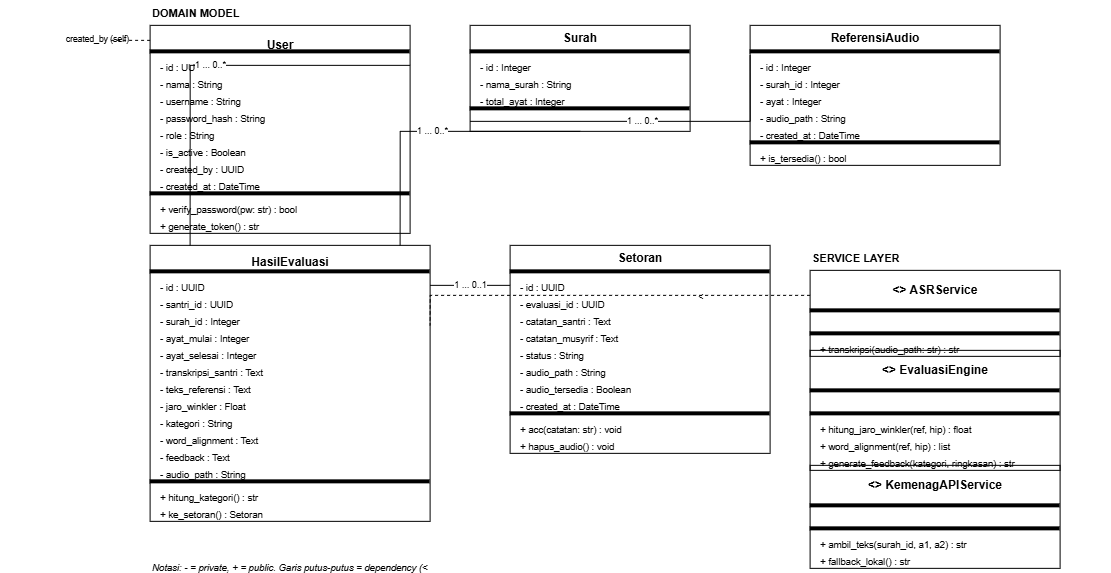 DOMAIN MODEL
created_by (self)
User
- id : UUID
1 ... 0..*
- nama : String
- username : String
- password_hash : String
- role : String
- is_active : Boolean
- created_by : UUID
- created_at : DateTime
+ verify_password(pw: str) : bool
+ generate_token() : str
Surah
- id : Integer
- nama_surah : String
- total_ayat : Integer
1 ... 0..*
1 ... 0..*
ReferensiAudio
- id : Integer
- surah_id : Integer
- ayat : Integer
- audio_path : String
- created_at : DateTime
+ is_tersedia() : bool
HasilEvaluasi
- id : UUID
- santri_id : UUID
- surah_id : Integer
- ayat_mulai : Integer
- ayat_selesai : Integer
- transkripsi_santri : Text
- teks_referensi : Text
- jaro_winkler : Float
- kategori : String
- word_alignment : Text
- feedback : Text
- audio_path : String
+ hitung_kategori() : str
+ ke_setoran() : Setoran
1 ... 0..1
Setoran
- id : UUID
- evaluasi_id : UUID
- catatan_santri : Text
- catatan_musyrif : Text
- status : String
- audio_path : String
- audio_tersedia : Boolean
- created_at : DateTime
+ acc(catatan: str) : void
+ hapus_audio() : void
<
SERVICE LAYER
<> ASRService
+ transkripsi(audio_path: str) : str
<> EvaluasiEngine
+ hitung_jaro_winkler(ref, hip) : float
+ word_alignment(ref, hip) : list
+ generate_feedback(kategori, ringkasan) : str
<> KemenagAPIService
+ ambil_teks(surah_id, a1, a2) : str
+ fallback_lokal() : str
Notasi: - = private, + = public. Garis putus-putus = dependency (<